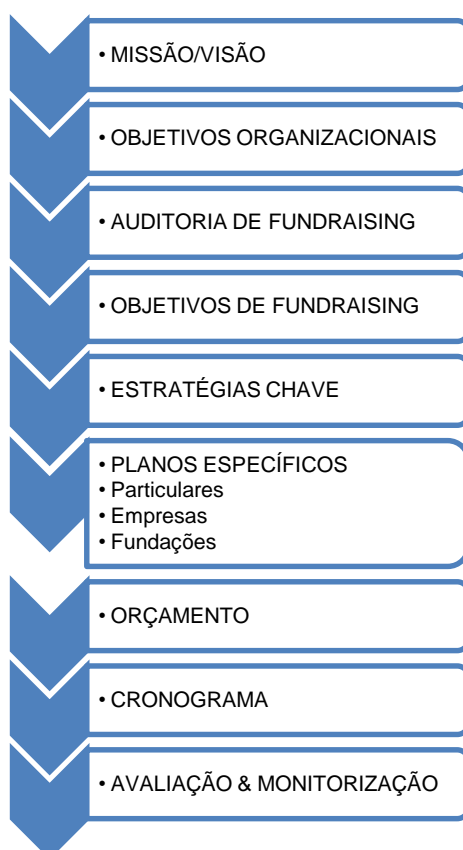 • MISSÃO/VISÃO
• OBJETIVOS ORGANIZACIONAIS
• AUDITORIA DE FUNDRAISING
• OBJETIVOS DE FUNDRAISING
• ESTRATÉGIAS CHAVE
• PLANOS ESPECÍFICOS
• Particulares
• Empresas
• Fundações
• ORÇAMENTO
• CRONOGRAMA
• AVALIAÇÃO & MONITORIZAÇÃO